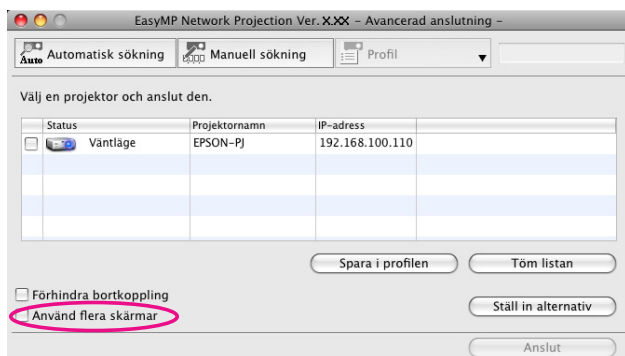 EasyMP Network Projection Ver. X.XX – Avancerad anslutning –
Auto Automatisk sökning Manuell sökning Profil
Välj en projektor och anslut den.
Status Projektornamn IP-adress
Väntläge EPSON-PJ 192.168.100.110
Spara i profilen Töm listan
Förhindra bortkoppling
Använd flera skärmar
Ställ in alternativ
Anslut